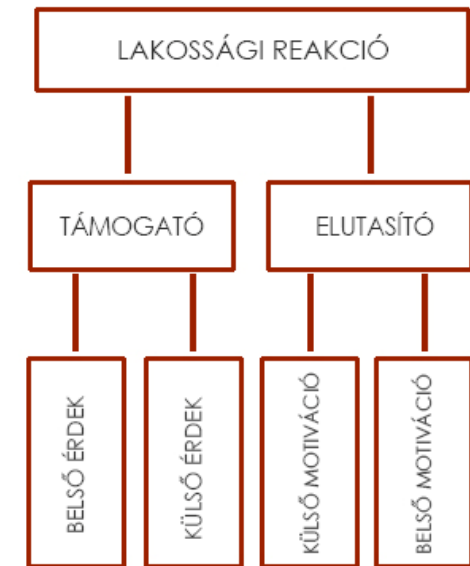 LAKOSSÁGI REAKCIÓ
TÁMOGATÓ
ELUTASÍTÓ
BELSŐ ÉRDEK
KÜLSŐ ÉRDEK
KÜLSŐ MOTIVÁCIÓ
BELSŐ MOTIVÁCIÓ